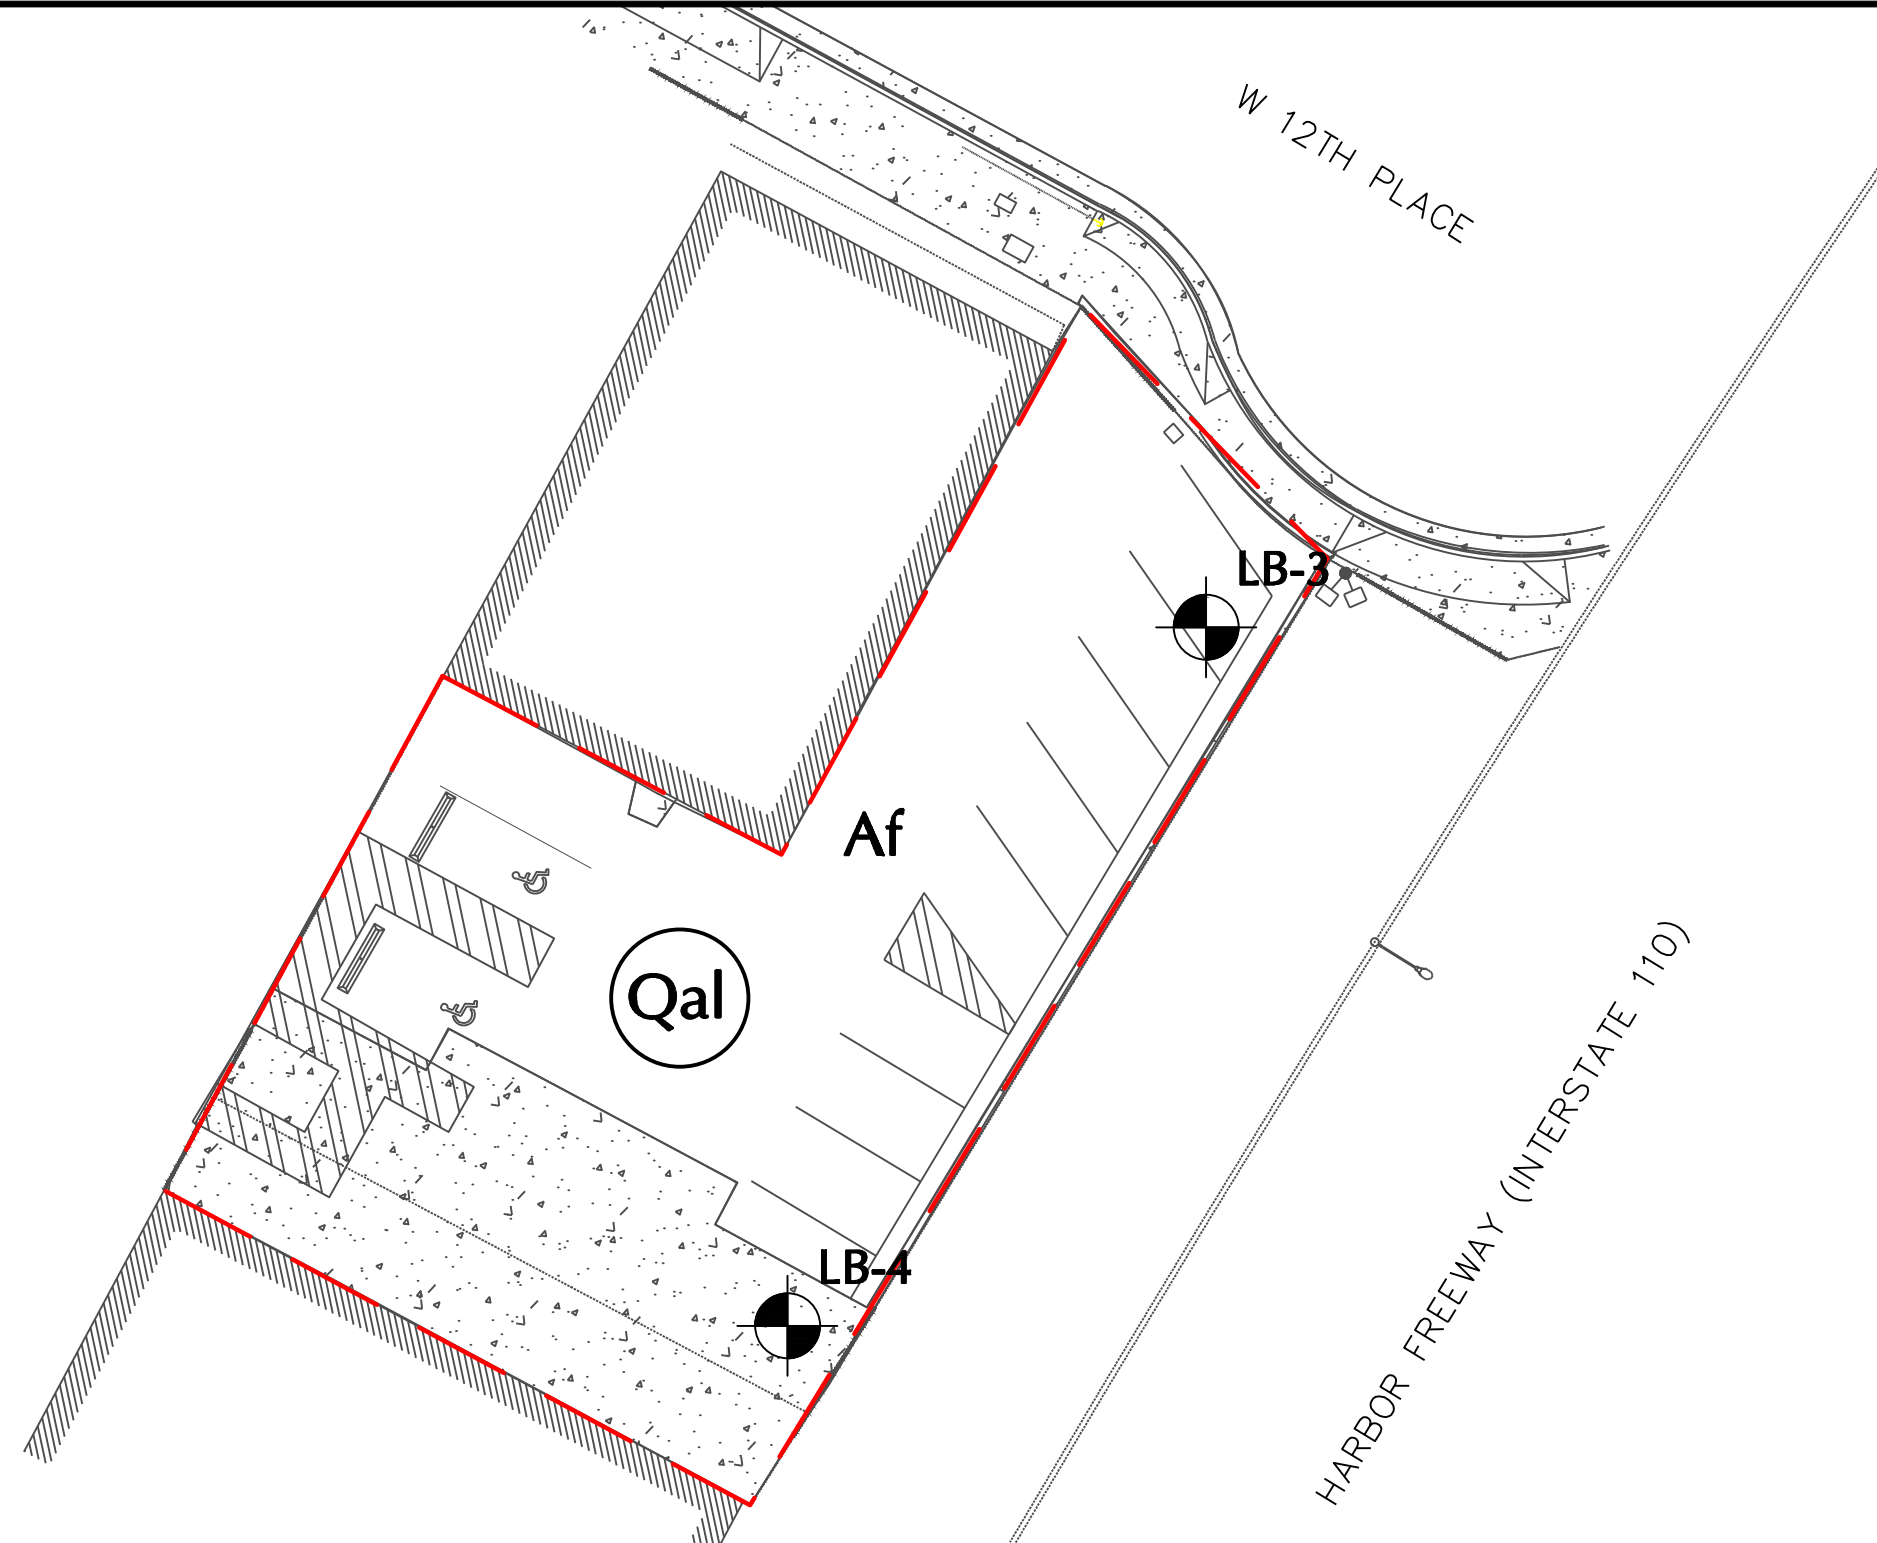 W 12TH PLACE
LB-3
Af
Qal
LB-4
HARBOR FREEWAY (INTERSTATE 110)